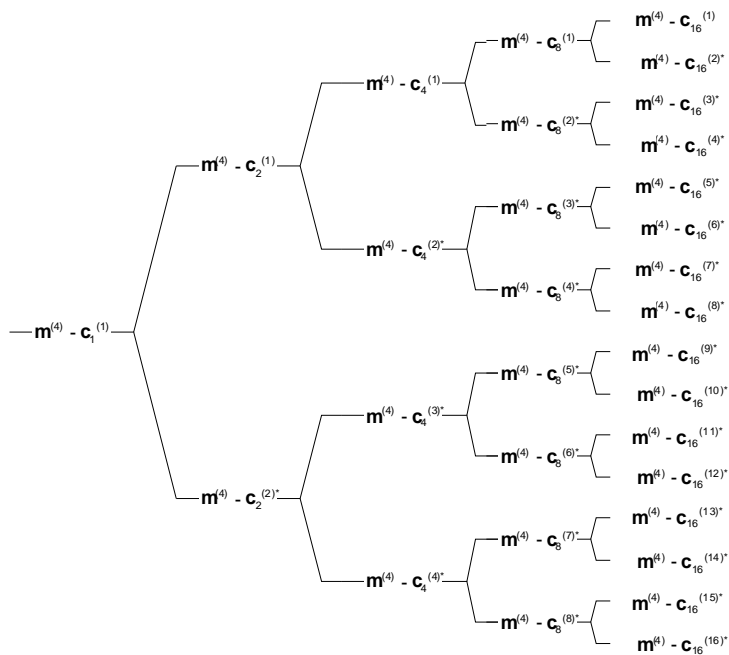 m(4) - c16(1)
m(4) - c8(1)
m(4) - c16(2)*
m(4) - c4(1)
m(4) - c16(3)*
m(4) - c8(2)*
m(4) - c16(4)*
m(4) - c2(1)
m(4) - c16(5)*
m(4) - c8(3)*
m(4) - c16(6)*
m(4) - c4(2)*
m(4) - c16(7)*
m(4) - c8(4)*
m(4) - c16(8)*
m(4) - c1(1)
m(4) - c16(9)*
m(4) - c8(5)*
m(4) - c16(10)*
m(4) - c4(3)*
m(4) - c16(11)*
m(4) - c8(6)*
m(4) - c16(12)*
m(4) - c2(2)*
m(4) - c16(13)*
m(4) - c8(7)*
m(4) - c16(14)*
m(4) - c4(4)*
m(4) - c16(15)*
m(4) - c8(8)*
m(4) - c16(16)*